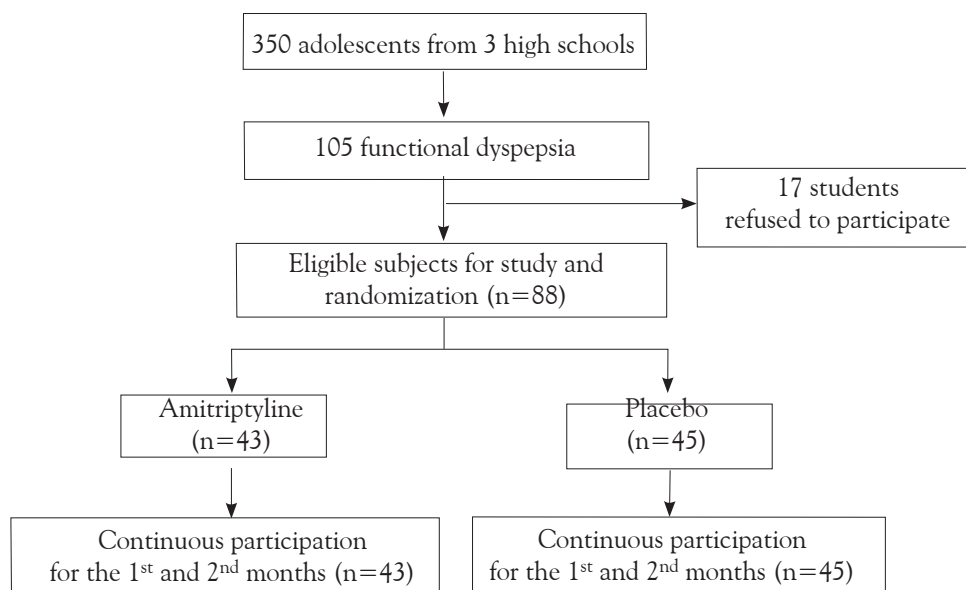 350 adolescents from 3 high schools
105 functional dyspepsia
17 students
refused to participate
Eligible subjects for study and
randomization (n=88)
Amitriptyline
(n=43)
Placebo
(n=45)
Continuous participation
for the 1st and 2nd months (n=43)
Continuous participation
for the 1st and 2nd months (n=45)